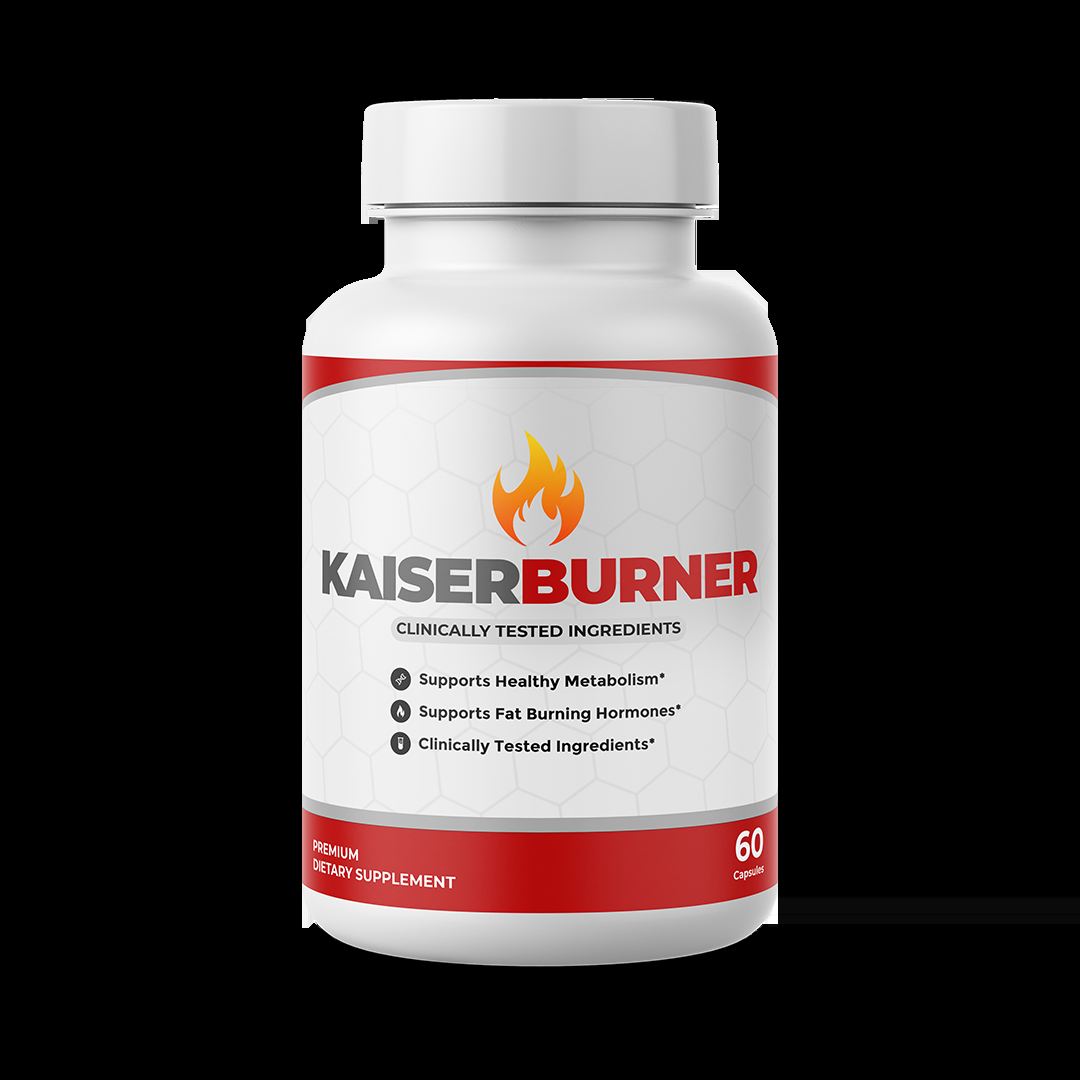 KAISERBURNER
CLINICALLY TESTED INGREDIENTS
Supports Healthy Metabolism*
Supports Fat Burning Hormones*
Clinically Tested Ingredients*
PREMIUM
DIETARY SUPPLEMENT
60
Capsules